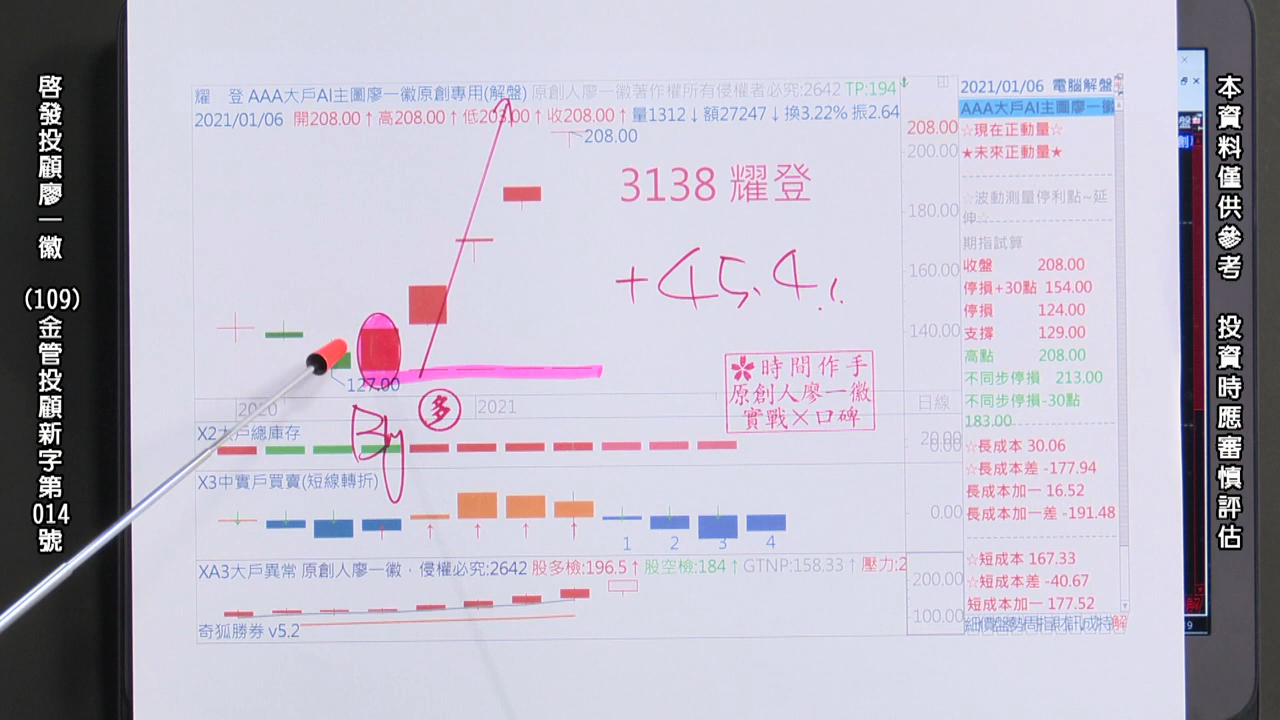 啓發投顧廖一徽 (109)金管投顧新字第014號
耀 登 AAA大戶AI主圖廖一徽原創專用(解盤) 原創人廖一徽著作權所有侵權者必究:2642 TP:194
2021/01/06 開208.00↑高208.00↑低203.00↑收208.00↑量1312↓額27247↓換3.22% 振2.64
208.00
3138 耀登
+45.4
127.00
By
多
✽時間作手
原創人廖一徽
實戰×口碑
2020
2021
日線
208.00
200.00
180.00
160.00
140.00
X2大戶總庫存
20.00
0.00
X3中實戶買賣(短線轉折)
0.00
1 2 3 4
XA3大戶異常 原創人廖一徽,侵權必究:2642 股多檢:196.5↑股空檢:184↑GTNP:158.33↑壓力:2
200.00
100.00
奇狐勝券 v5.2
2021/01/06 電腦解盤
AAA大戶AI主圖廖一徽
☆現在正動量☆
★未來正動量★
☆波動測量停利點~延
伸☆
期指試算
收盤 208.00
停損+30點 154.00
停損 124.00
支撐 129.00
高點 208.00
不同步停損 213.00
不同步停損-30點
183.00
☆長成本 30.06
☆長成本差 -177.94
長成本加一 16.52
長成本加一差 -191.48
☆短成本 167.33
☆短成本差 -40.67
短成本加一 177.52
本資料僅供參考 投資時應審慎評估